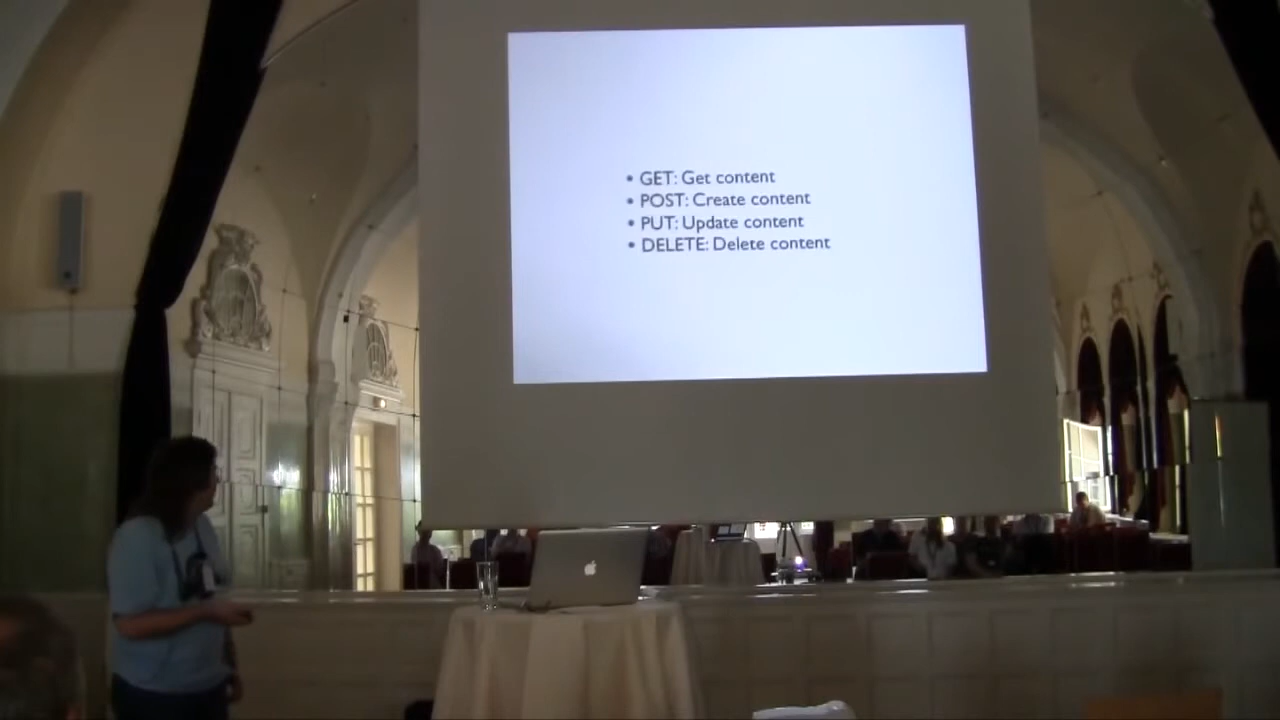 • GET: Get content
• POST: Create content
• PUT: Update content
• DELETE: Delete content